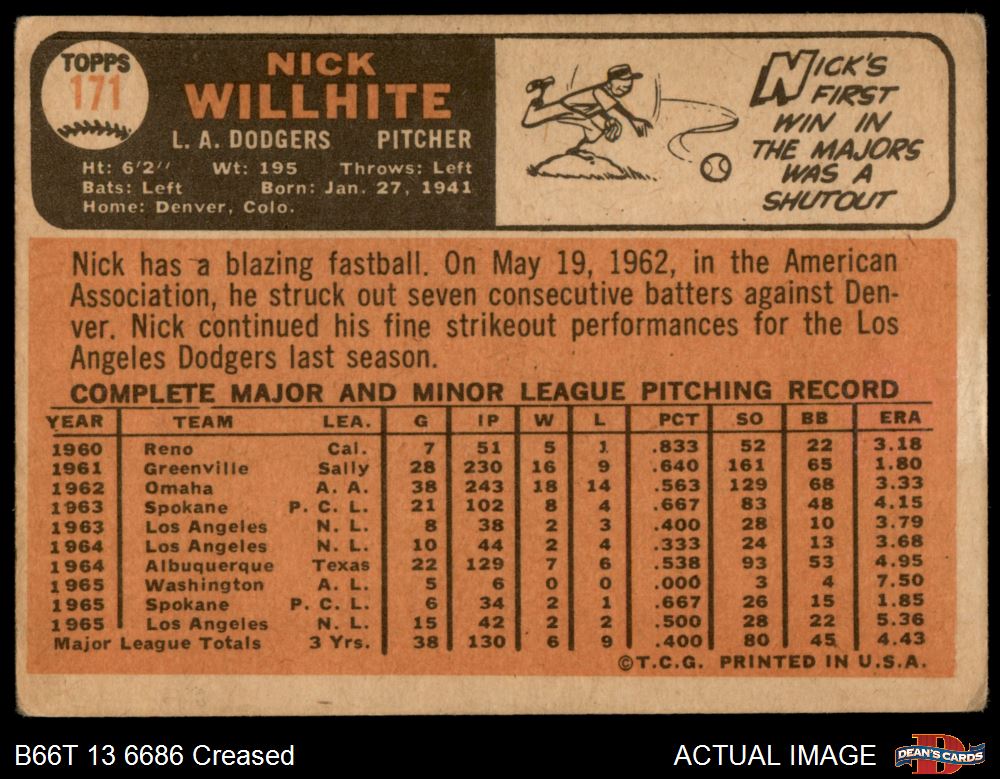 TOPPS
171
NICK
WILLHITE
L. A. DODGERS PITCHER
Ht: 6'2" Wt: 195 Throws: Left
Bats: Left Born: Jan. 27, 1941
Home: Denver, Colo.
NICK'S
FIRST
WIN IN
THE MAJORS
WAS A
SHUTOUT
Nick has a blazing fastball. On May 19, 1962, in the American
Association, he struck out seven consecutive batters against Den-
ver. Nick continued his fine strikeout performances for the Los
Angeles Dodgers last season.
COMPLETE MAJOR AND MINOR LEAGUE PITCHING RECORD
YEAR TEAM LEA. G IP W L PCT SO BB ERA
1960 Reno Cal. 7 51 5 1 .833 52 22 3.18
1961 Greenville Sally 28 230 16 9 .640 161 65 1.80
1962 Omaha A. A. 38 243 18 14 .563 129 68 3.33
1963 Spokane P. C. L. 21 102 8 4 .667 83 48 4.15
1963 Los Angeles N. L. 8 38 2 3 .400 28 10 3.79
1964 Los Angeles N. L. 10 44 2 4 .333 24 13 3.68
1964 Albuquerque Texas 22 129 7 6 .538 93 53 4.95
1965 Washington A. L. 5 6 0 0 .000 3 4 7.50
1965 Spokane P. C. L. 6 34 2 1 .667 26 15 1.85
1965 Los Angeles N. L. 15 42 2 2 .500 28 22 5.36
Major League Totals 3 Yrs. 38 130 6 9 .400 80 45 4.43
©T.C.G. PRINTED IN U.S.A.
B66T 13 6686 Creased
ACTUAL IMAGE
DEAN'S CARDS